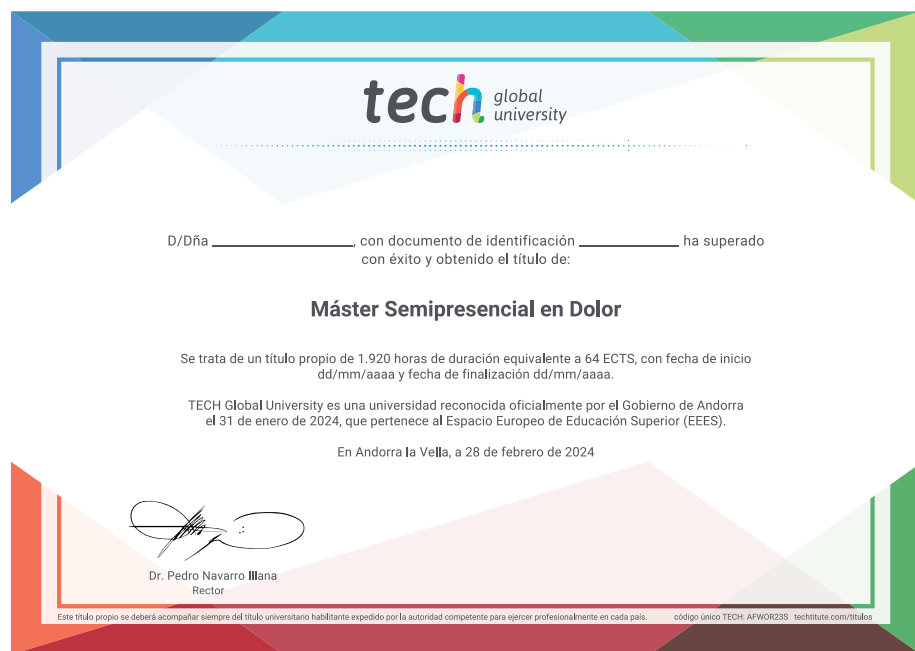 tech global university
D/Dña ____________________, con documento de identificación ______________ ha superado
con éxito y obtenido el título de:
Máster Semipresencial en Dolor
Se trata de un título propio de 1.920 horas de duración equivalente a 64 ECTS, con fecha de inicio
dd/mm/aaaa y fecha de finalización dd/mm/aaaa.
TECH Global University es una universidad reconocida oficialmente por el Gobierno de Andorra
el 31 de enero de 2024, que pertenece al Espacio Europeo de Educación Superior (EEES).
En Andorra la Vella, a 28 de febrero de 2024
Dr. Pedro Navarro Illana
Rector
Este título propio se deberá acompañar siempre del título universitario habilitante expedido por la autoridad competente para ejercer profesionalmente en cada país. código único TECH: AFWOR23S techtitute.com/titulos